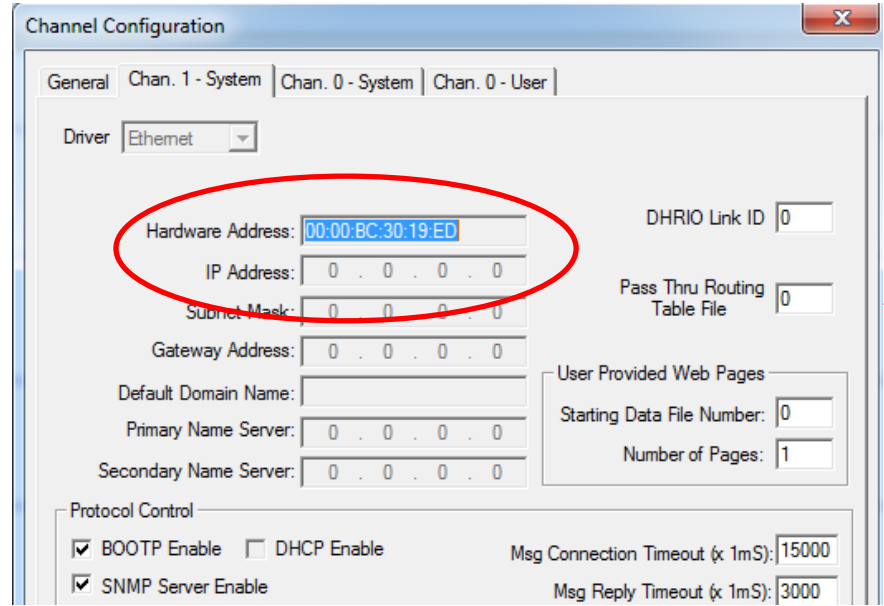 Channel Configuration
x
General Chan. 1 - System Chan. 0 - System Chan. 0 - User
Driver Ethernet
Hardware Address: 00:00:BC:30:19:ED
DHRIO Link ID 0
IP Address: 0 . 0 . 0 . 0
Pass Thru Routing
Table File 0
Subnet Mask: 0 . 0 . 0 . 0
Gateway Address: 0 . 0 . 0 . 0
User Provided Web Pages
Default Domain Name:
Starting Data File Number: 0
Primary Name Server: 0 . 0 . 0 . 0
Number of Pages: 1
Secondary Name Server: 0 . 0 . 0 . 0
Protocol Control
BOOTP Enable DHCP Enable
Msg Connection Timeout (x 1mS): 15000
SNMP Server Enable
Msg Reply Timeout (x 1mS): 3000